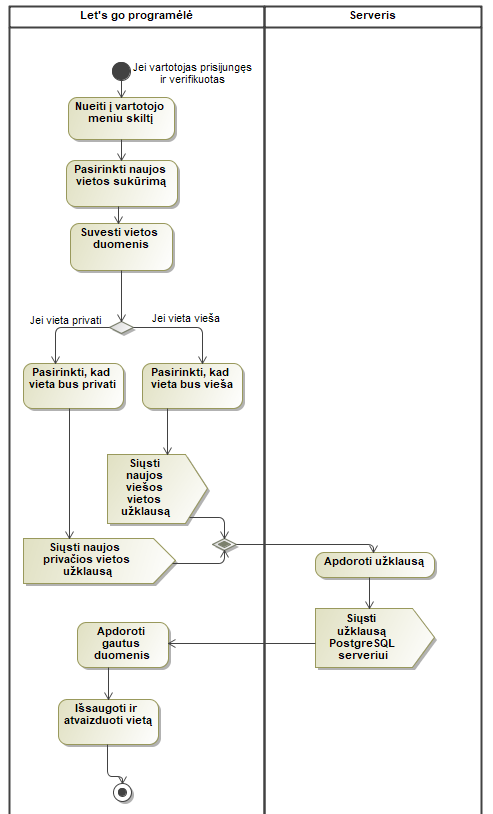 Let's go programėlė
Serveris
Jei vartotojas prisijungęs
ir verifikuotas
Nueiti į vartotojo
meniu skiltį
Pasirinkti naujos
vietos sukūrimą
Suvesti vietos
duomenis
Jei vieta privati
Jei vieta vieša
Pasirinkti, kad
vieta bus privati
Pasirinkti, kad
vieta bus vieša
Siųsti
naujos
viešos
vietos
užklausą
Siųsti naujos
privačios vietos
užklausą
Apdoroti užklausą
Siųsti
užklausą
PostgreSQL
serveriui
Apdoroti
gautus
duomenis
Išsaugoti ir
atvaizduoti vietą